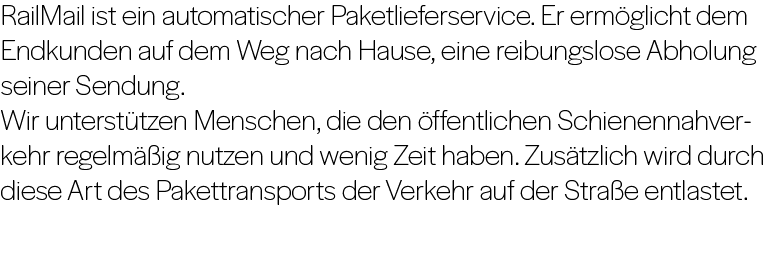 RailMail ist ein automatischer Paketlieferservice. Er ermöglicht dem
Endkunden auf dem Weg nach Hause, eine reibungslose Abholung
seiner Sendung.
Wir unterstützen Menschen, die den öffentlichen Schienennahver-
kehr regelmäßig nutzen und wenig Zeit haben. Zusätzlich wird durch
diese Art des Pakettransports der Verkehr auf der Straße entlastet.